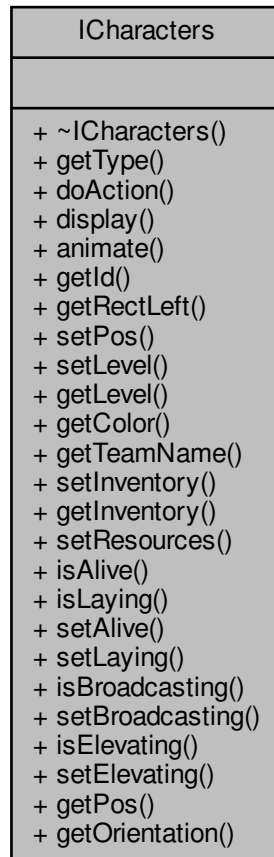 ICharacters
+ ~ICharacters()
+ getType()
+ doAction()
+ display()
+ animate()
+ getId()
+ getRectLeft()
+ setPos()
+ setLevel()
+ getLevel()
+ getColor()
+ getTeamName()
+ setInventory()
+ getInventory()
+ setResources()
+ isAlive()
+ isLaying()
+ setAlive()
+ setLaying()
+ isBroadcasting()
+ setBroadcasting()
+ isElevating()
+ setElevating()
+ getPos()
+ getOrientation()